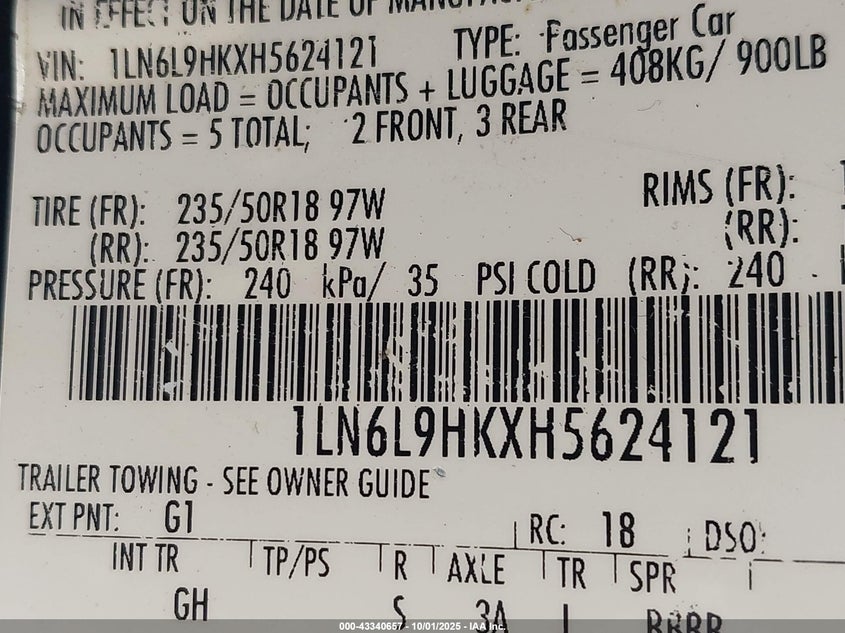 IN EFFECT ON THE DATE OF
VIN: 1LN6L9HKXH5624121 TYPE: Passenger Car
MAXIMUM LOAD = OCCUPANTS + LUGGAGE = 408KG/ 900LB
OCCUPANTS = 5 TOTAL; 2 FRONT, 3 REAR
TIRE (FR): 235/50R18 97W RIMS (FR):
(RR): 235/50R18 97W (RR):
PRESSURE (FR): 240 kPa/ 35 PSI COLD (RR): 240
1LN6L9HKXH5624121
TRAILER TOWING - SEE OWNER GUIDE
EXT PNT: G1 RC: 18 DSO:
INT TR TP/PS R AXLE TR SPR
GH S 3A RRRR
000-43340657 - 10/01/2025 - IAA Inc.